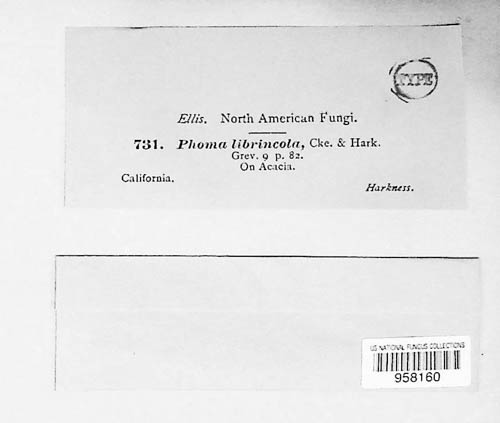 TYPE
Ellis. North American Fungi.
731. Phoma librincola, Cke. & Hark.
Grev. 9 p. 82.
On Acacia.
California.
Harkness.
US NATIONAL FUNGUS COLLECTIONS
958160